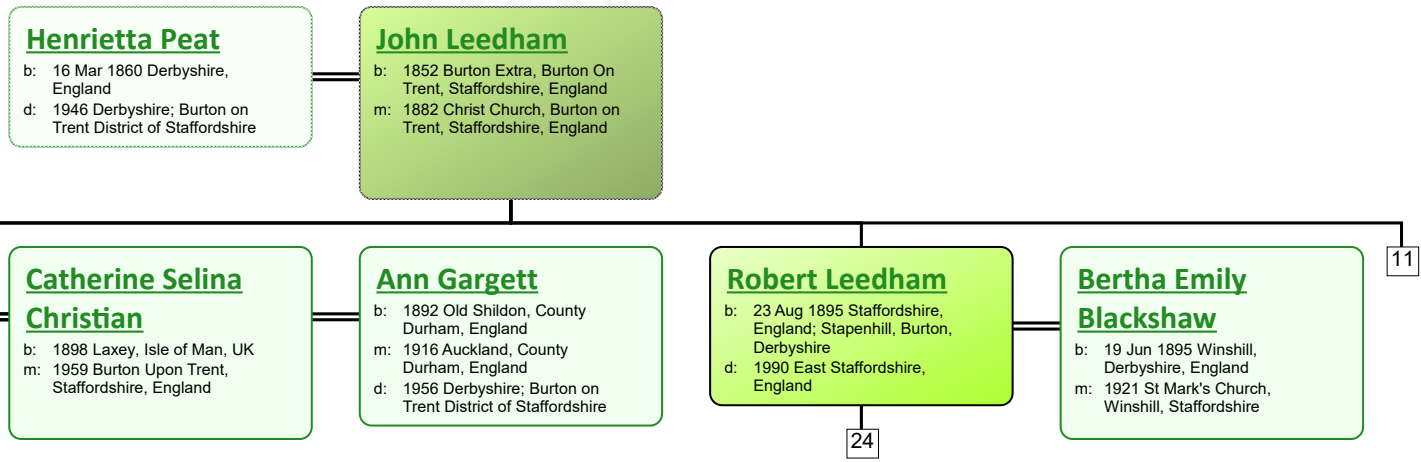 Henrietta Peat
b: 16 Mar 1860 Derbyshire,
England
d: 1946 Derbyshire; Burton on
Trent District of Staffordshire
John Leedham
b: 1852 Burton Extra, Burton On
Trent, Staffordshire, England
m: 1882 Christ Church, Burton on
Trent, Staffordshire, England
Catherine Selina
Christian
b: 1898 Laxey, Isle of Man, UK
m: 1959 Burton Upon Trent,
Staffordshire, England
Ann Gargett
b: 1892 Old Shildon, County
Durham, England
m: 1916 Auckland, County
Durham, England
d: 1956 Derbyshire; Burton on
Trent District of Staffordshire
Robert Leedham
b: 23 Aug 1895 Staffordshire,
England; Stapenhill, Burton,
Derbyshire
d: 1990 East Staffordshire,
England
24
Bertha Emily
Blackshaw
b: 19 Jun 1895 Winshill,
Derbyshire, England
m: 1921 St Mark's Church,
Winshill, Staffordshire
11